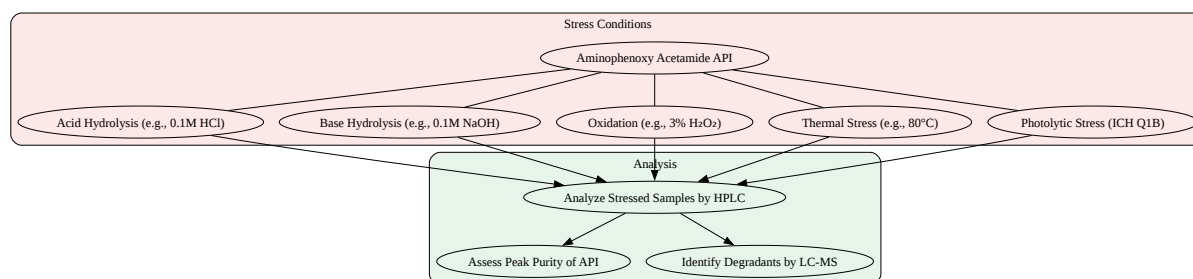 Stress Conditions
Aminophenoxy Acetamide API
Acid Hydrolysis (e.g., 0.1M HCl)
Base Hydrolysis (e.g., 0.1M NaOH)
Oxidation (e.g., 3% H₂O₂)
Thermal Stress (e.g., 80°C)
Photolytic Stress (ICH Q1B)
Analysis
Analyze Stressed Samples by HPLC
Assess Peak Purity of API
Identify Degradants by LC-MS